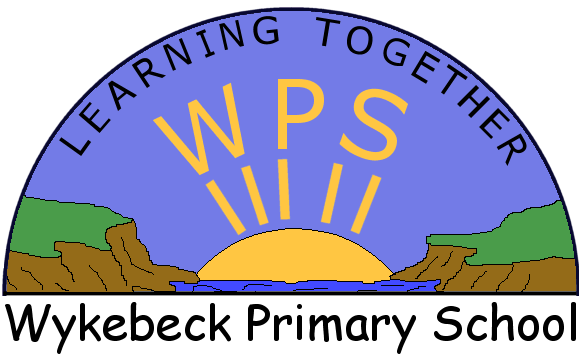 LEARNING TOGETHER
WPS
Wykebeck Primary School